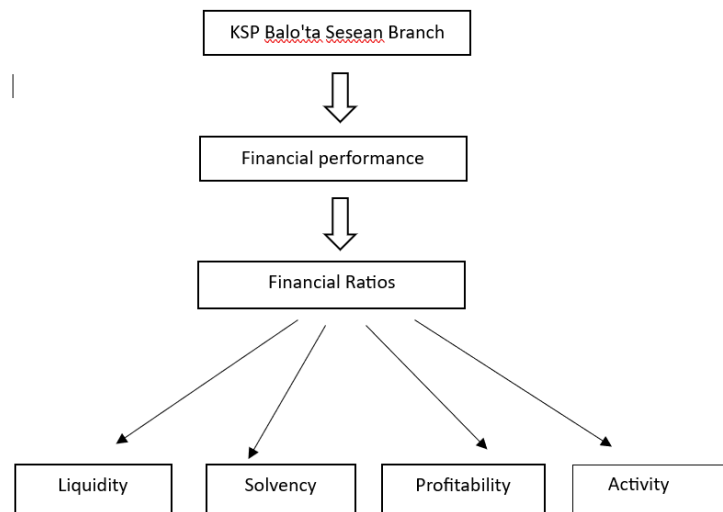 KSP Balo'ta Sesean Branch
Financial performance
Financial Ratios
Liquidity
Solvency
Profitability
Activity